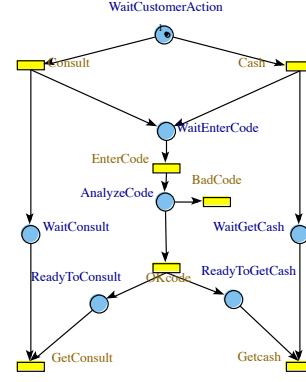 WaitCustomerAction
Consult
Cash
WaitEnterCode
EnterCode
BadCode
AnalyzeCode
WaitConsult
WaitGetCash
ReadyToConsult
OKcode
ReadyToGetCash
GetConsult
Getcash